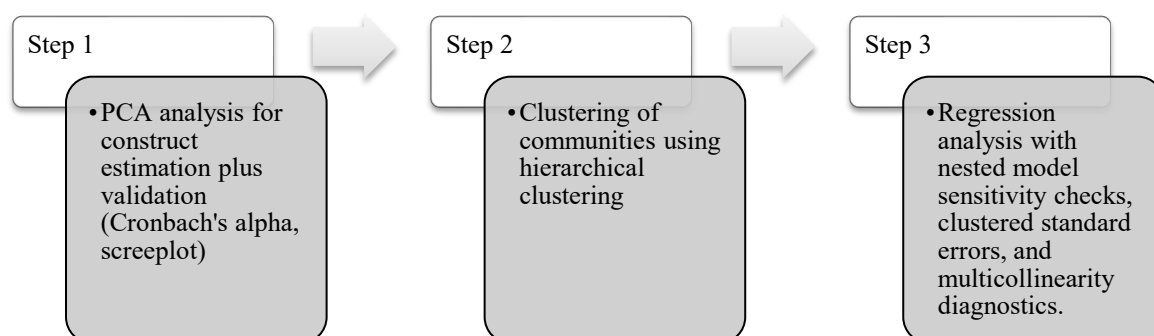 Step 1
•PCA analysis for
construct
estimation plus
validation
(Cronbach's alpha,
screeplot)
Step 2
•Clustering of
communities using
hierarchical
clustering
Step 3
•Regression
analysis with
nested model
sensitivity checks,
clustered standard
errors, and
multicollinearity
diagnostics.